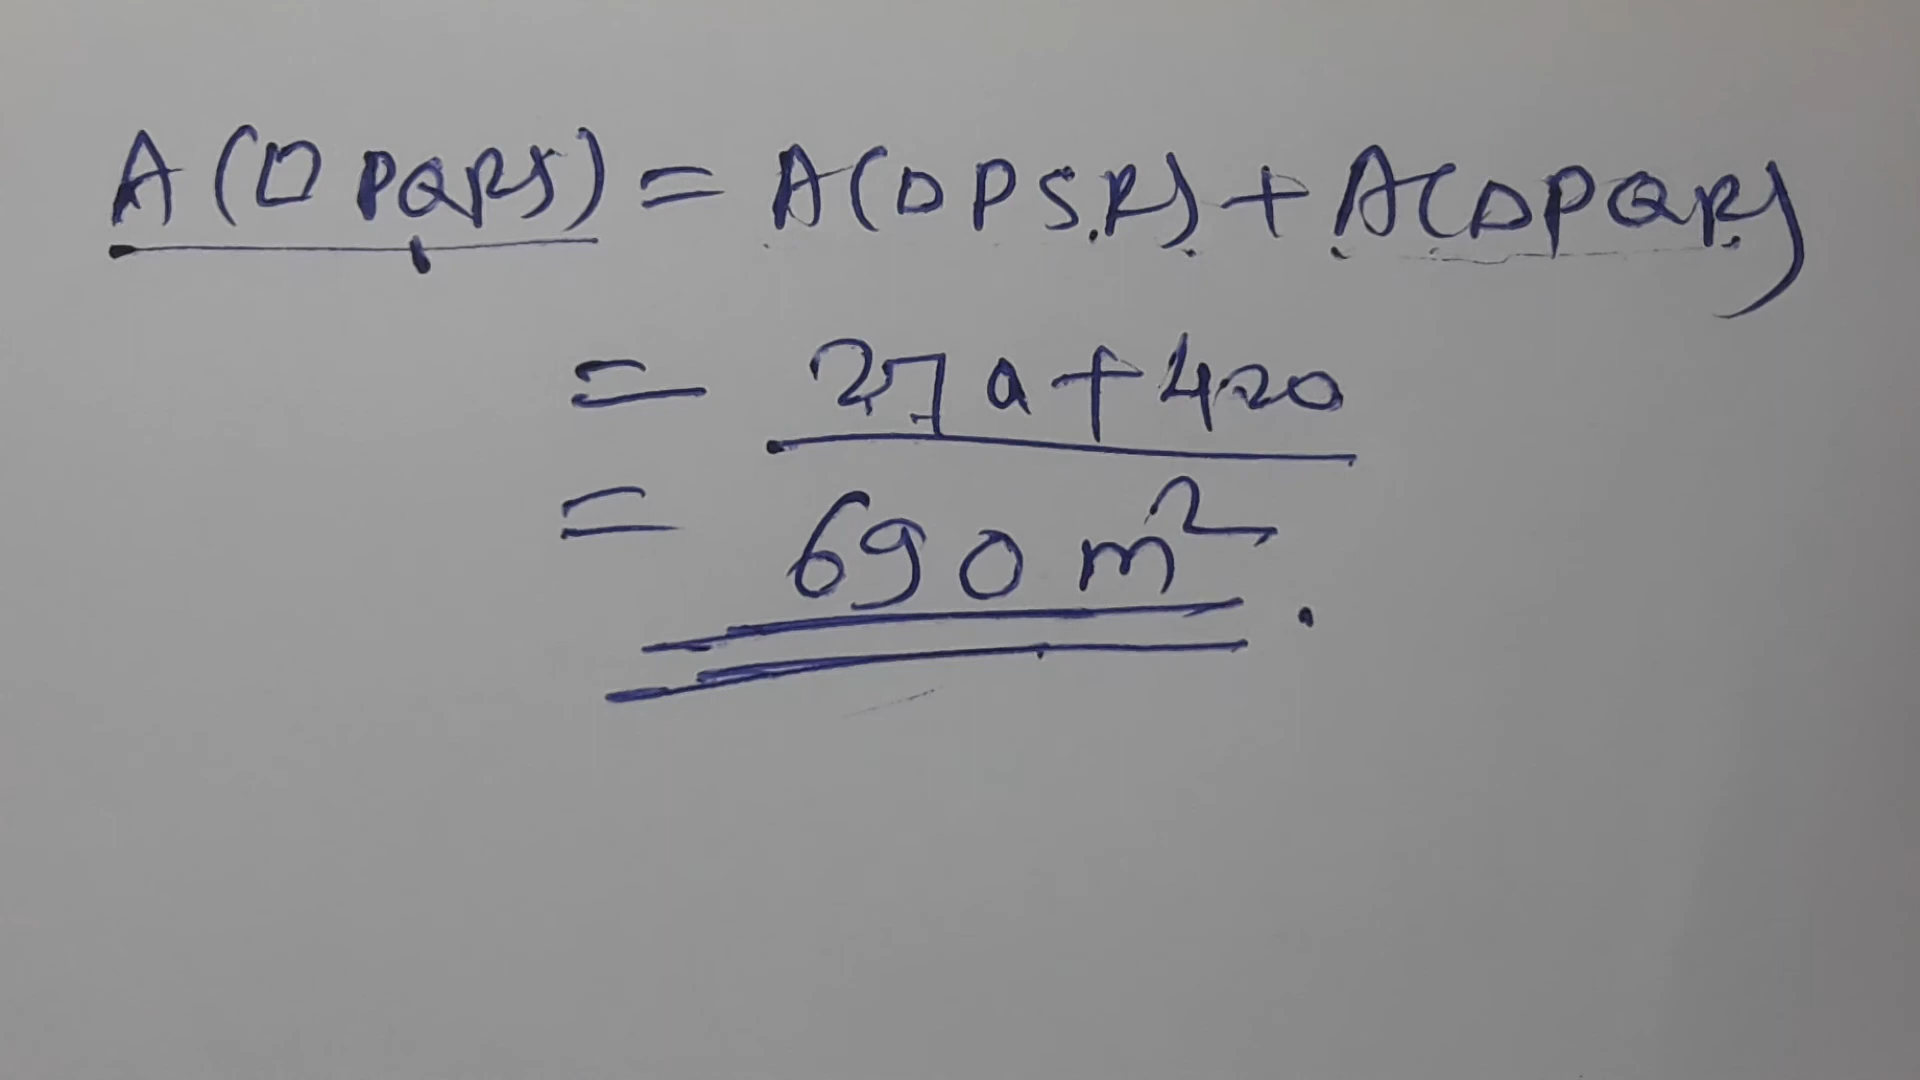 A(□ PQRS) = A(△PSR) + A(△PQR)
= 270 + 420
= 690 m².